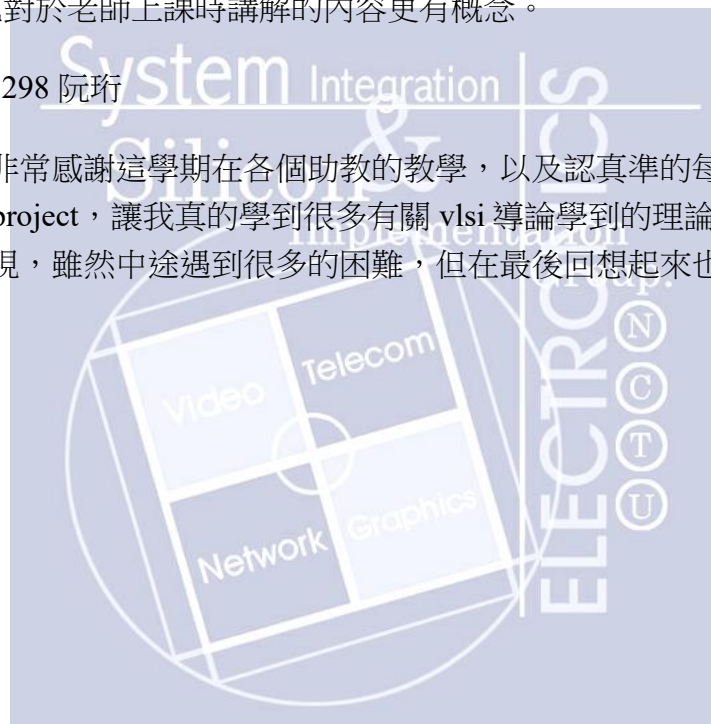 對於老師上課時講解的內容更有概念。
System Integration
298 阮珩
&
Silicon
非常感謝這學期在各個助教的教學，以及認真準的每
project，讓我真的學到很多有關 vlsi 導論學到的理論
Implementation
現，雖然中途遇到很多的困難，但在最後回想起來也
Group.
ELECTRONICS
NCTU
Video
Telecom
Network
Graphics